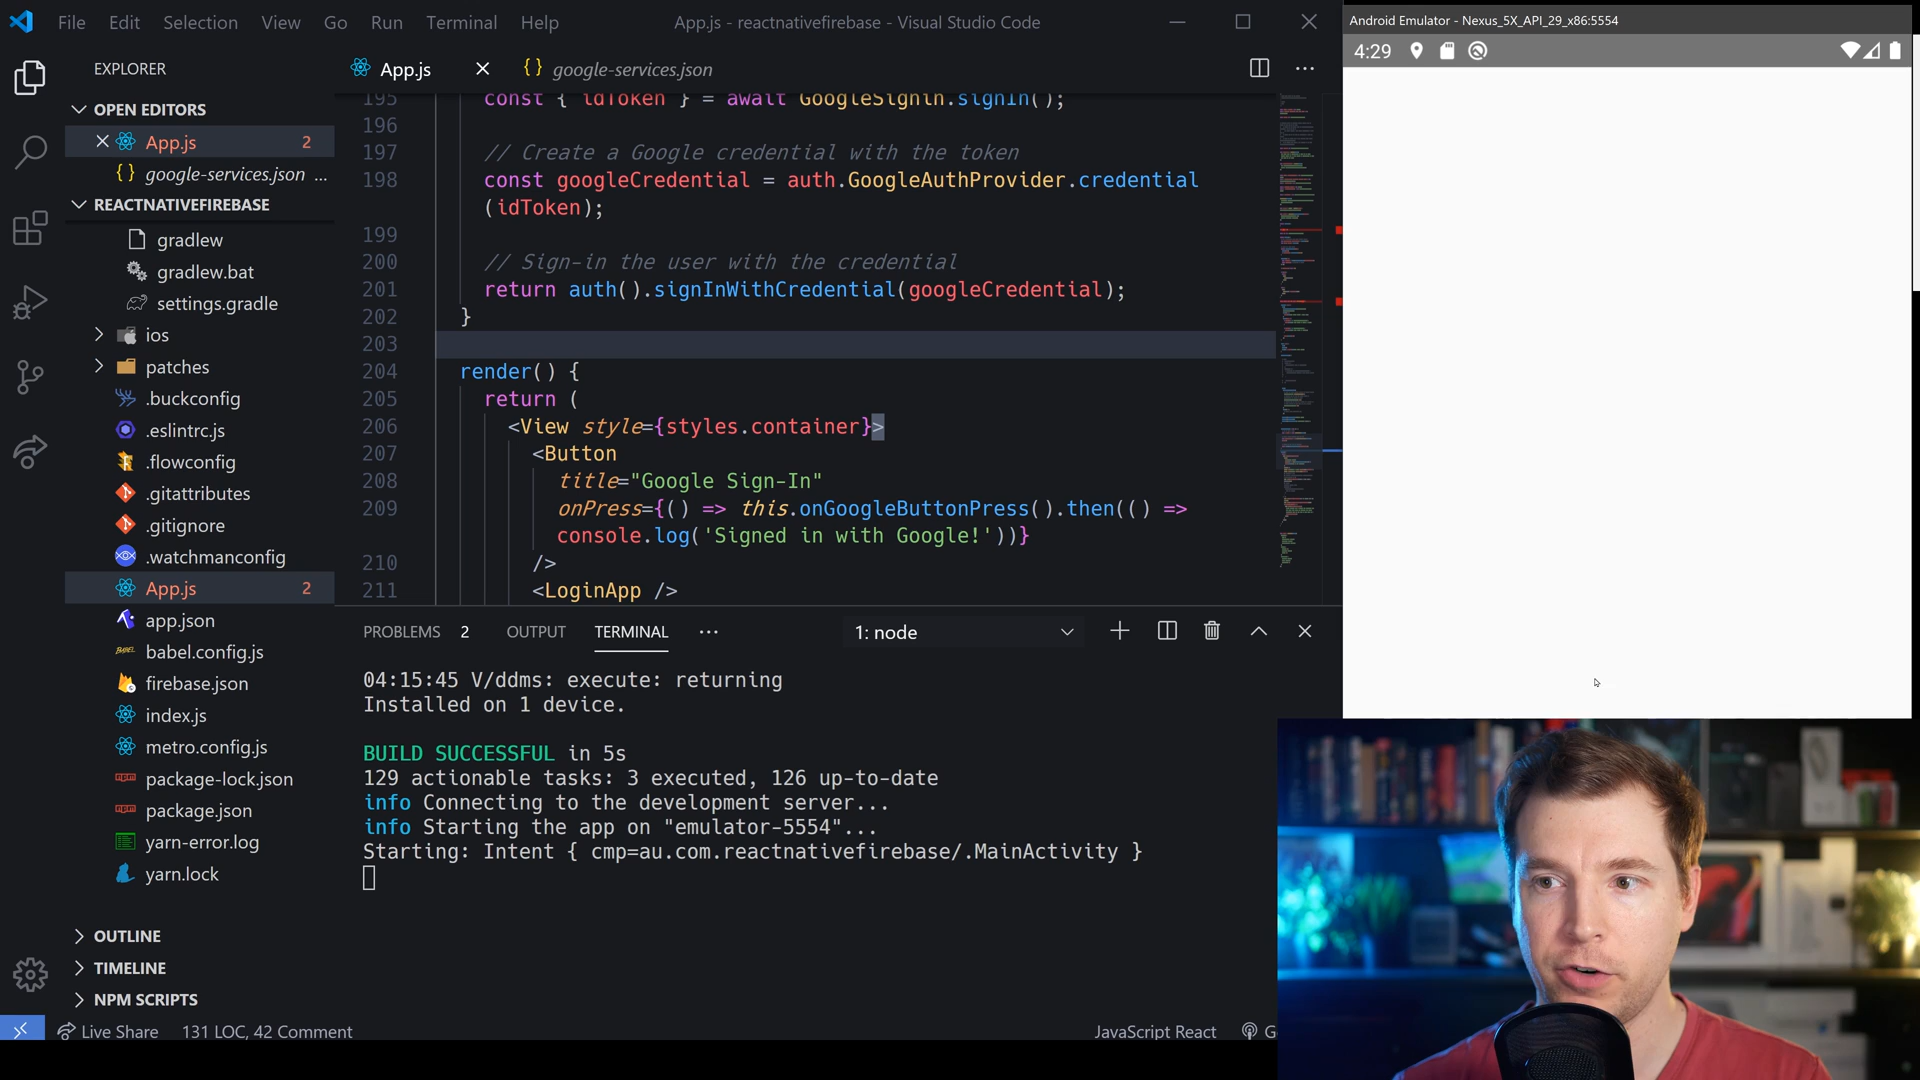 File Edit Selection View Go Run Terminal Help
App.js - reactnativefirebase - Visual Studio Code
Android Emulator - Nexus_5X_API_29_x86:5554
4:29
EXPLORER
OPEN EDITORS
App.js 2
google-services.json ...
REACTNATIVEFIREBASE
gradlew
gradlew.bat
settings.gradle
ios
patches
.buckconfig
.eslintrc.js
.flowconfig
.gitattributes
.gitignore
.watchmanconfig
App.js 2
app.json
babel.config.js
firebase.json
index.js
metro.config.js
package-lock.json
package.json
yarn-error.log
yarn.lock
OUTLINE
TIMELINE
NPM SCRIPTS
App.js
{} google-services.json
195 const { idToken } = await GoogleSignin.signIn();
196
197 // Create a Google credential with the token
198 const googleCredential = auth.GoogleAuthProvider.credential
(idToken);
199
200 // Sign-in the user with the credential
201 return auth().signInWithCredential(googleCredential);
202 }
203
204 render() {
205 return (
206 <View style={styles.container}>
207 <Button
208 title="Google Sign-In"
209 onPress={() => this.onGoogleButtonPress().then(() =>
console.log('Signed in with Google!'))}
210 />
211 <LoginApp />
PROBLEMS 2 OUTPUT TERMINAL ... 1: node
04:15:45 V/ddms: execute: returning
Installed on 1 device.
BUILD SUCCESSFUL in 5s
129 actionable tasks: 3 executed, 126 up-to-date
info Connecting to the development server...
info Starting the app on "emulator-5554"...
Starting: Intent { cmp=au.com.reactnativefirebase/.MainActivity }
Live Share 131 LOC, 42 Comment JavaScript React